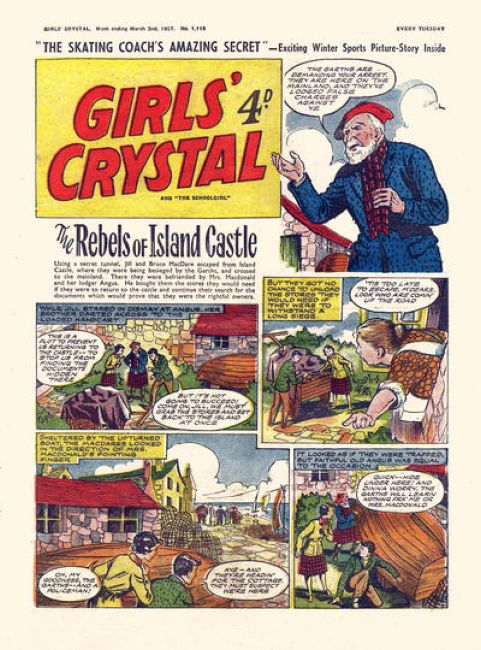 GIRLS' CRYSTAL, Week ending March 2nd, 1957. No. 1,115
EVERY TUESDAY
"THE SKATING COACH'S AMAZING SECRET" —Exciting Winter Sports Picture-Story Inside
GIRLS'
CRYSTAL
4D
AND "THE SCHOOLGIRL"
THE GARTHS ARE
DEMANDING YOUR ARREST.
THEY ARE HERE ON THE
MAINLAND, AND THEY'VE
LODGED FALSE
CHARGES
AGAINST
YE
The Rebels of Island Castle
Using a secret tunnel, Jill and Bruce MacDare escaped from Island
Castle, where they were being besieged by the Garths, and crossed
to the mainland. There they were befriended by Mrs. Macdonald
and her lodger Angus. He bought them the stores they would need
if they were to return to the castle and continue their search for the
documents which would prove that they were the rightful owners.
WHILE JILL STARED IN DISMAY AT ANGUS, HER
BROTHER DARTED ACROSS TO THE
LOADED HANDCART
THIS IS A
PLOT TO PREVENT
US RETURNING TO
THE CASTLE -- TO
STOP US FROM
FINDING THE
DOCUMENTS
HIDDEN
THERE
BUT IT'S NOT
GOING TO SUCCEED!
COME ON, JILL, WE MUST
GRAB THE STORES AND GET
BACK TO THE ISLAND
AT ONCE
BUT THEY GOT NO
CHANCE TO UNLOAD
THE STORES THEY
WOULD NEED IF
THEY WERE TO
WITHSTAND A
LONG SIEGE.
'TIS TOO LATE
TO ESCAPE, M'DEARS.
LOOK WHO ARE COMIN'
UP THE ROAD
SHELTERED BY THE UPTURNED
BOAT, THE MACDARES LOOKED
IN THE DIRECTION OF MRS.
MACDONALD'S POINTING
FINGER
OH, MY
GOODNESS, THE
GARTHS--AND A
POLICEMAN!
AYE--AND
THEY'RE HEADIN'
FOR THE COTTAGE.
THEY MUST SUSPECT
WE'RE HERE
IT LOOKED AS IF THEY WERE TRAPPED,
BUT FAITHFUL OLD ANGUS WAS EQUAL
TO THE OCCASION
QUICK--HIDE
UNDER HERE! AND
DINNA WORRY, THE
GARTHS WILL LEARN
NOTHING FRA' ME OR
MRS. MACDONALD